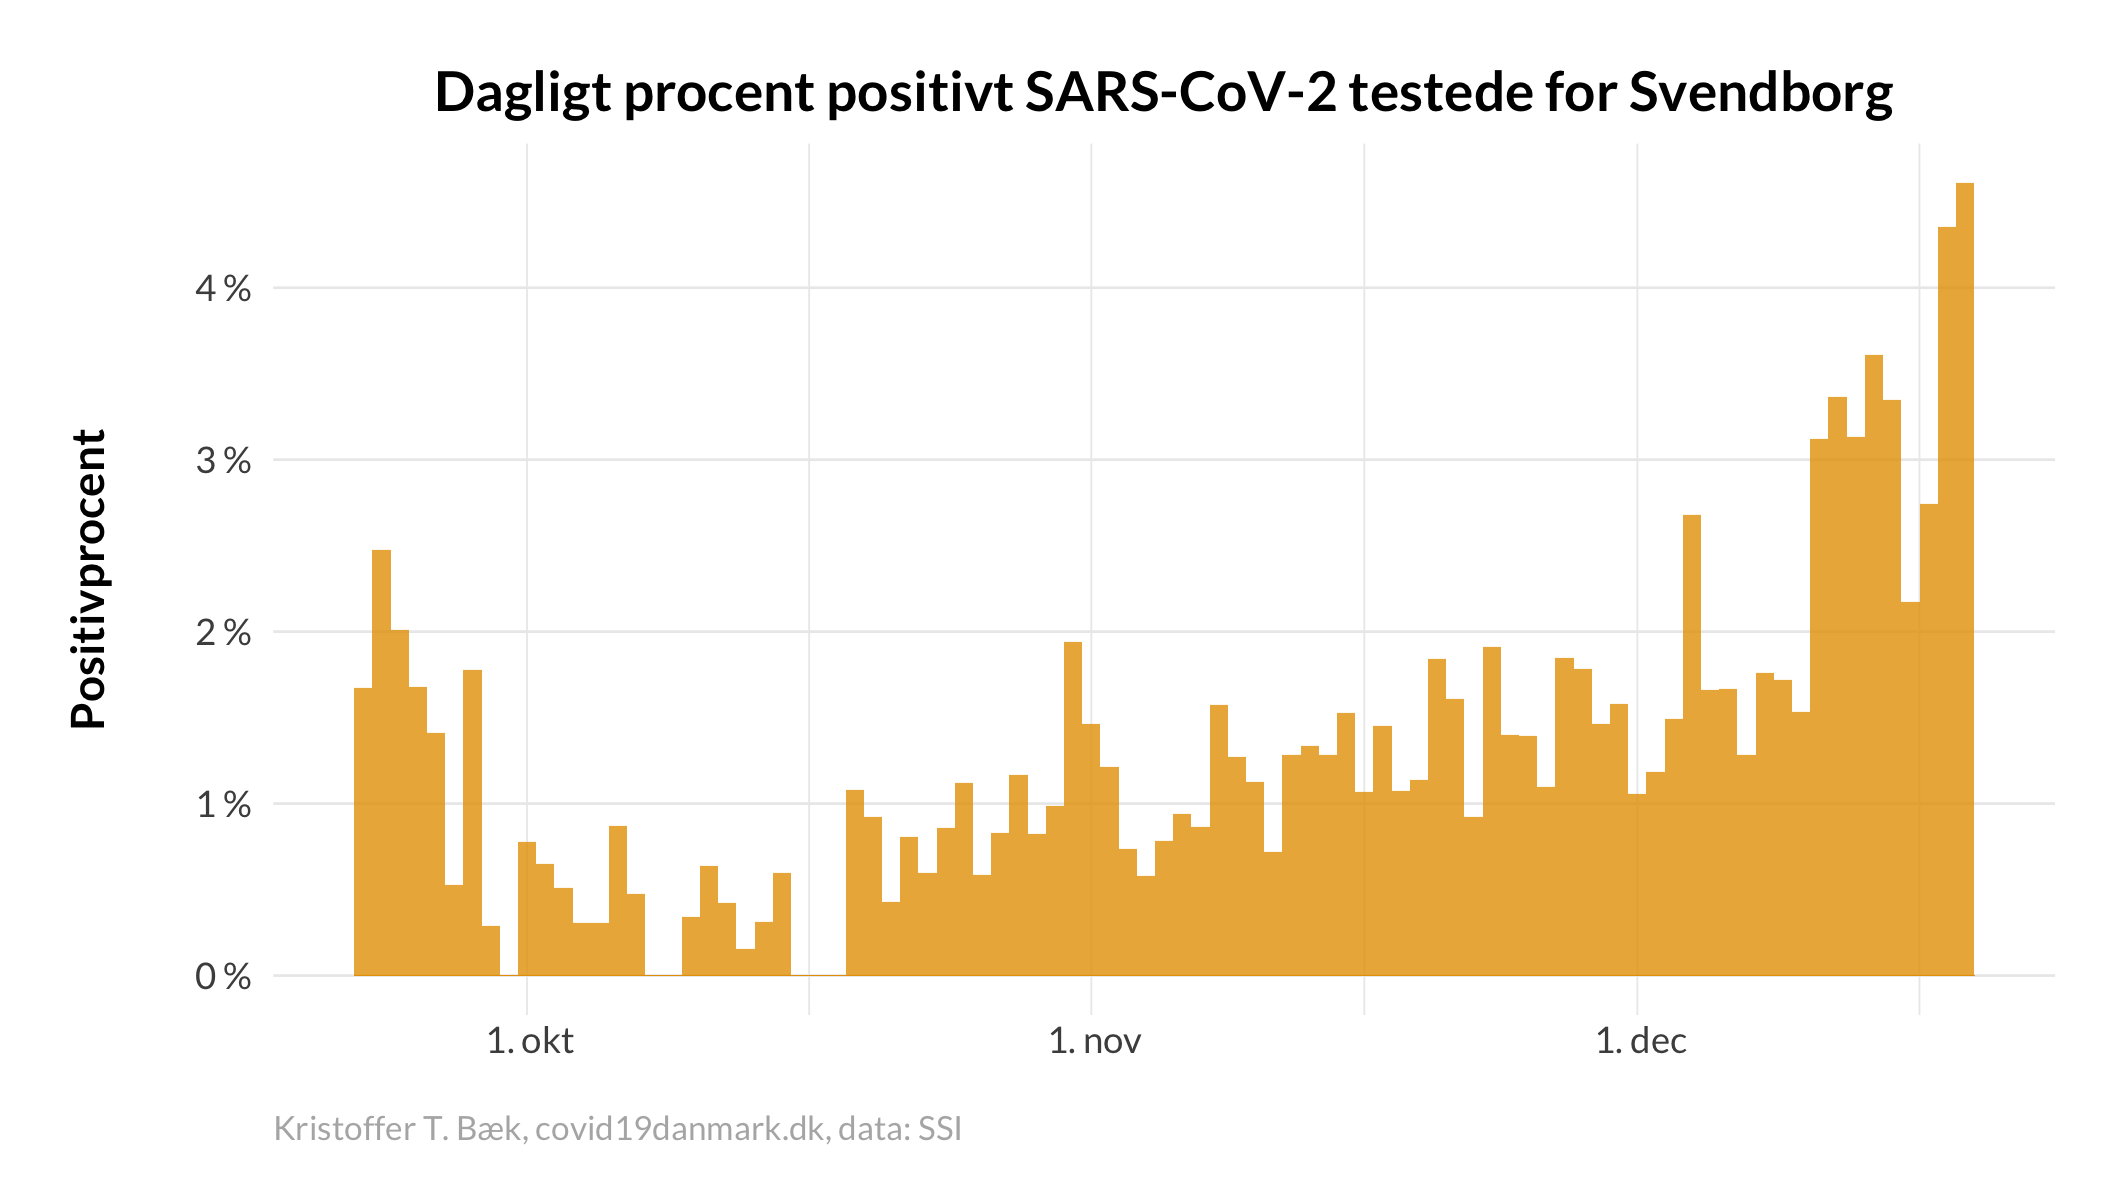 Dagligt procent positivt SARS-CoV-2 testede for Svendborg
Positivprocent
4 %
3 %
2 %
1 %
0 %
1. okt
1. nov
1. dec
Kristoffer T. Bæk, covid19danmark.dk, data: SSI